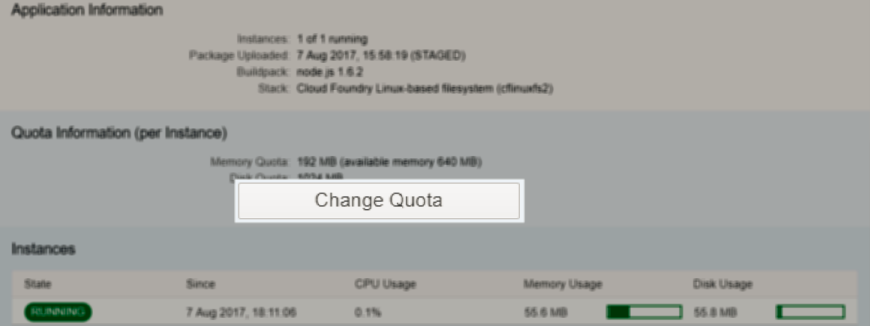 Application Information
Instances: 1 of 1 running
Package Uploaded: 7 Aug 2017, 15:58:19 (STAGED)
Buildpack: node.js 1.6.2
Stack: Cloud Foundry Linux-based filesystem (cflinuxfs2)
Quota Information (per Instance)
Memory Quota: 192 MB (available memory 640 MB)
Disk Quota: 1024 MB
Change Quota
Instances
State Since CPU Usage Memory Usage Disk Usage
RUNNING 7 Aug 2017, 18:11:06 0.1% 55.6 MB 55.8 MB